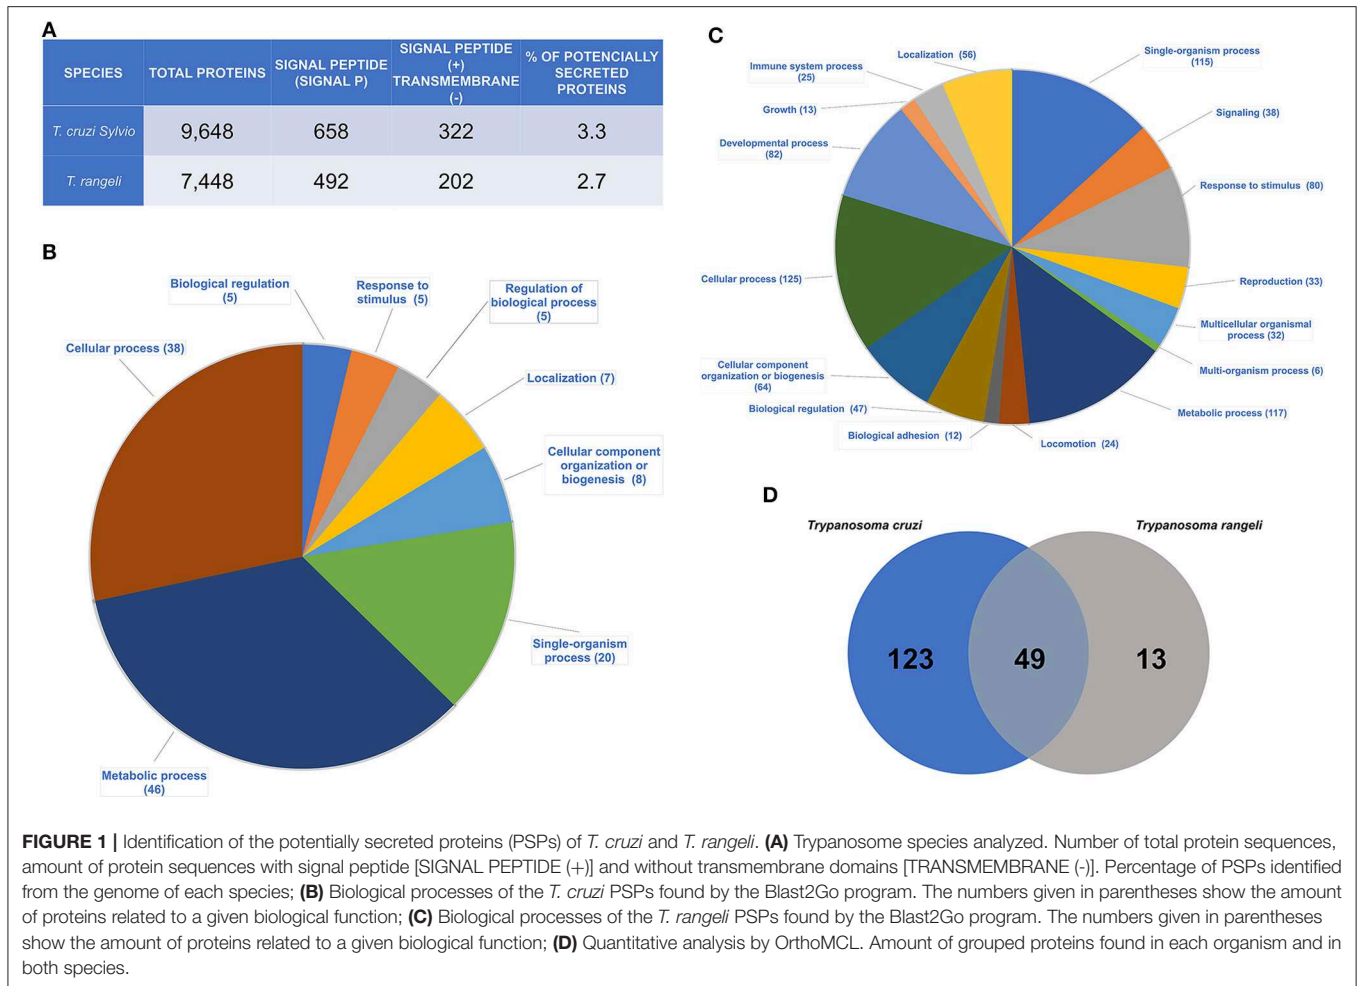 A
SPECIES
TOTAL PROTEINS
SIGNAL PEPTIDE
(SIGNAL P)
SIGNAL PEPTIDE
(+)
TRANSMEMBRANE
(-)
% OF POTENCIALLY
SECRETED
PROTEINS
T. cruzi Sylvio
9,648
658
322
3.3
T. rangeli
7,448
492
202
2.7
B
Biological regulation
(5)
Response to
stimulus (5)
Regulation of
biological process
(5)
Localization (7)
Cellular component
organization or
biogenesis (8)
Single-organism
process (20)
Metabolic process
(46)
Cellular process (38)
C
Single-organism process
(115)
Signaling (38)
Response to stimulus (80)
Reproduction (33)
Multicellular organismal
process (32)
Multi-organism process (6)
Metabolic process (117)
Locomotion (24)
Biological adhesion (12)
Biological regulation (47)
Cellular component
organization or biogenesis
(64)
Cellular process (125)
Developmental process
(82)
Growth (13)
Immune system process
(25)
Localization (56)
D
Trypanosoma cruzi
Trypanosoma rangeli
123
49
13
FIGURE 1 | Identification of the potentially secreted proteins (PSPs) of T. cruzi and T. rangeli. (A) Trypanosome species analyzed. Number of total protein sequences,
amount of protein sequences with signal peptide [SIGNAL PEPTIDE (+)] and without transmembrane domains [TRANSMEMBRANE (-)]. Percentage of PSPs identified
from the genome of each species; (B) Biological processes of the T. cruzi PSPs found by the Blast2Go program. The numbers given in parentheses show the amount
of proteins related to a given biological function; (C) Biological processes of the T. rangeli PSPs found by the Blast2Go program. The numbers given in parentheses
show the amount of proteins related to a given biological function; (D) Quantitative analysis by OrthoMCL. Amount of grouped proteins found in each organism and in
both species.